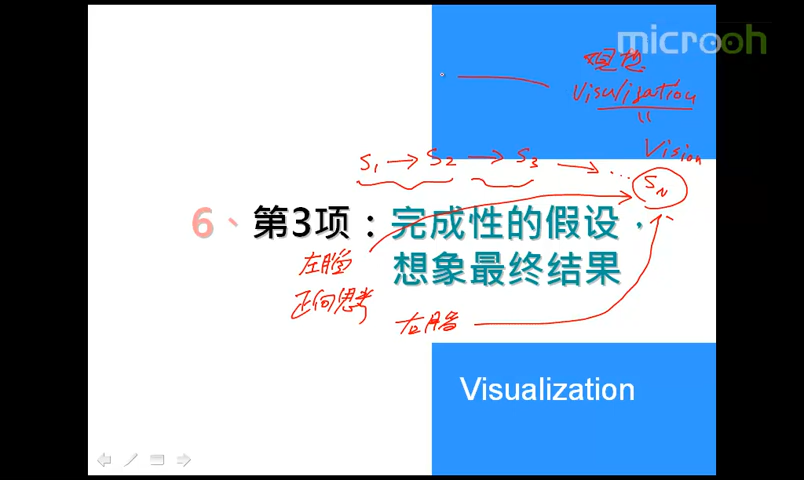 microoh
观想
Visualization
Vision
S1 → S2 → S3 → ... SN
6、第3项：完成性的假设，
想象最终结果
左脑
正向思考
右脑
Visualization